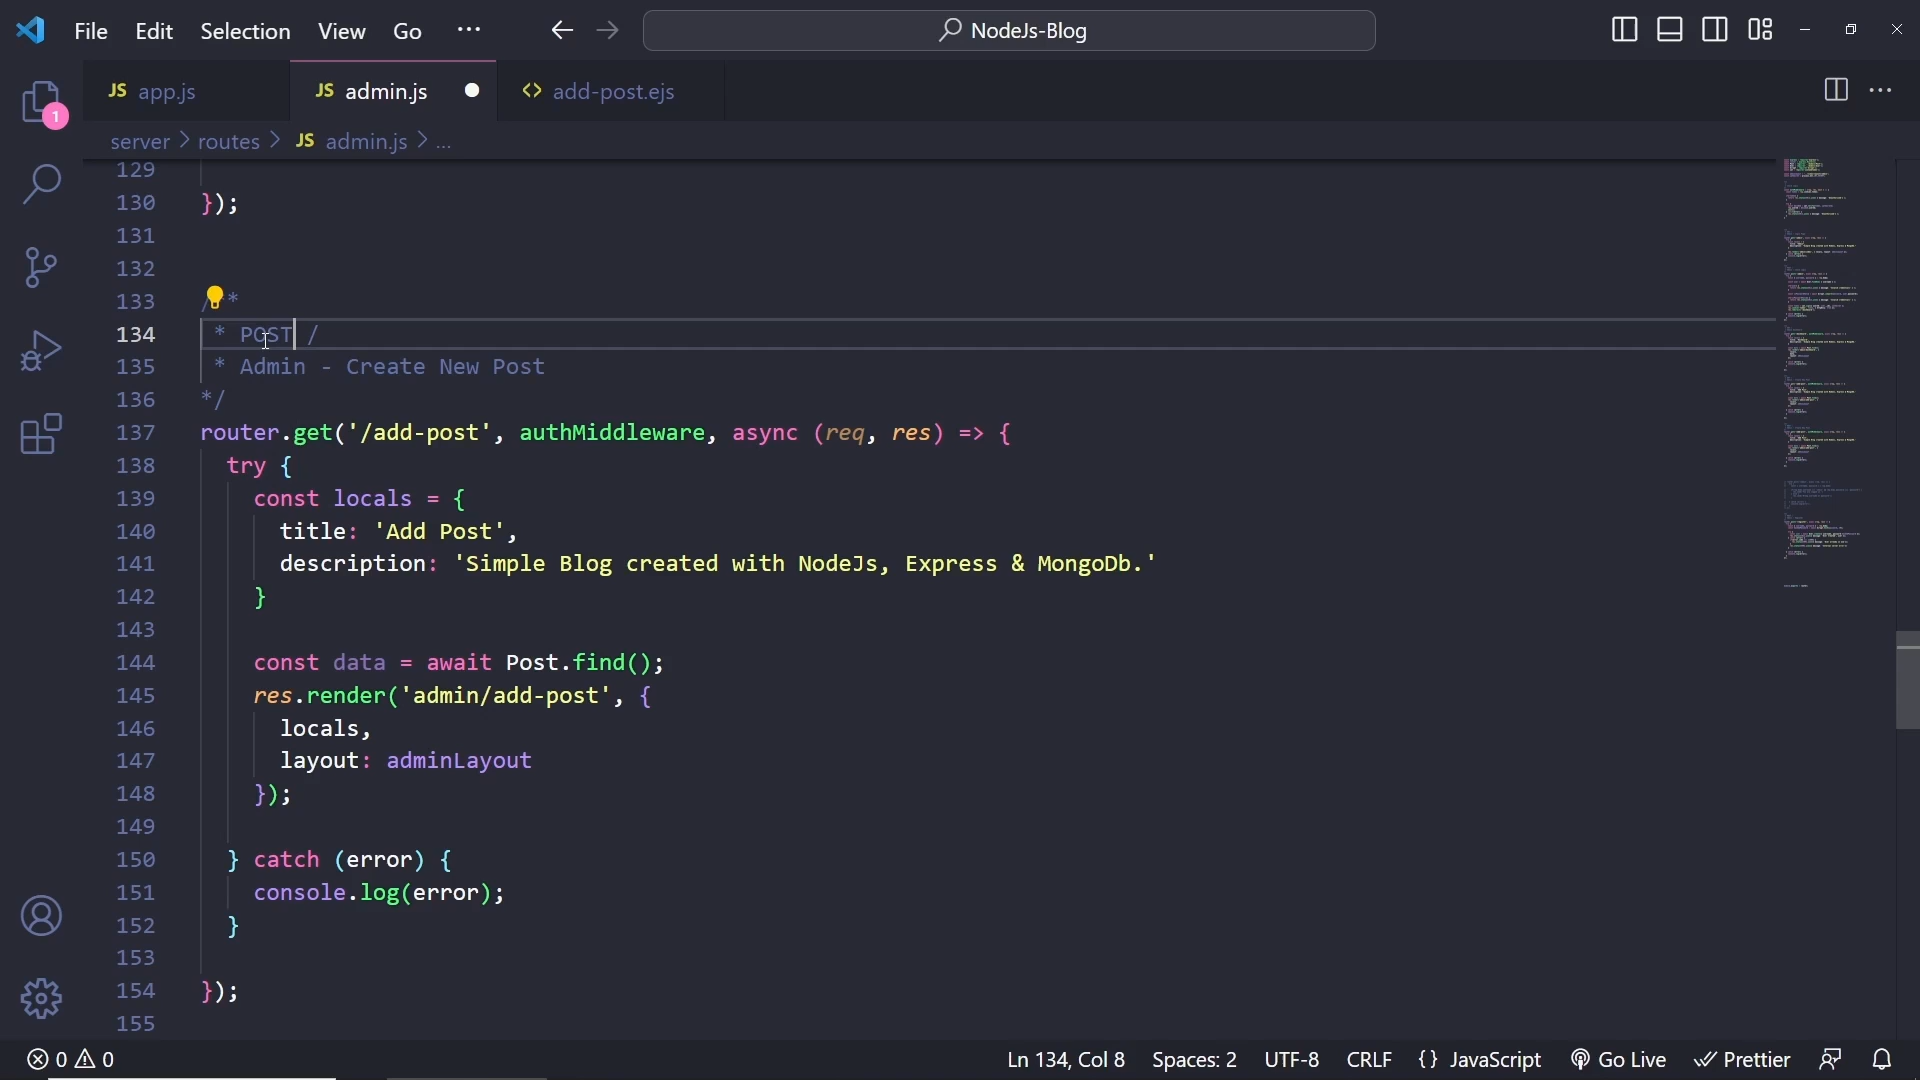 File Edit Selection View Go ··· NodeJs-Blog
JS app.js JS admin.js <> add-post.ejs
1
server > routes > JS admin.js > ...
129
130 });
131
132
133 /**
134 * POST /
135 * Admin - Create New Post
136 */
137 router.get('/add-post', authMiddleware, async (req, res) => {
138 try {
139 const locals = {
140 title: 'Add Post',
141 description: 'Simple Blog created with NodeJs, Express & MongoDb.'
142 }
143
144 const data = await Post.find();
145 res.render('admin/add-post', {
146 locals,
147 layout: adminLayout
148 });
149
150 } catch (error) {
151 console.log(error);
152 }
153
154 });
155
0 0 Ln 134, Col 8 Spaces: 2 UTF-8 CRLF {} JavaScript Go Live Prettier